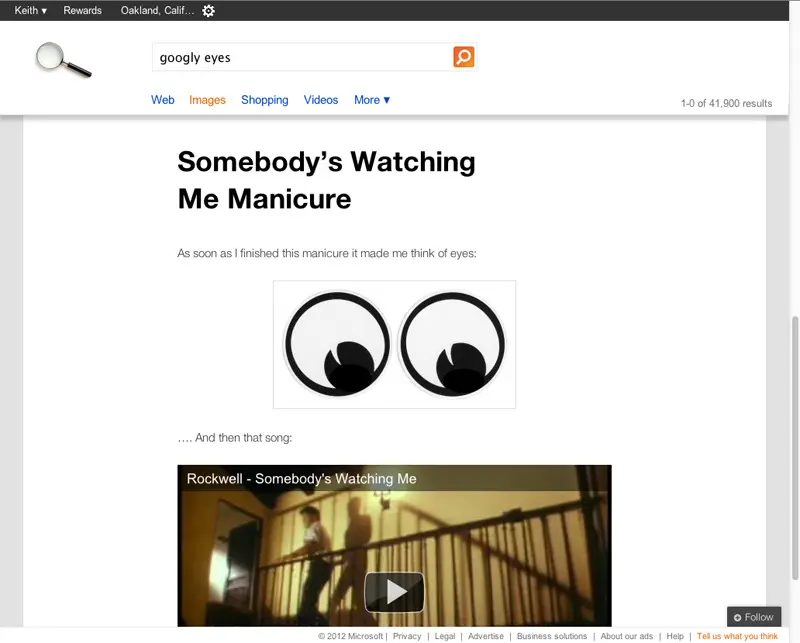 Keith ▾ Rewards Oakland, Calif…
googly eyes
Web Images Shopping Videos More ▾
1-0 of 41,900 results
Somebody’s Watching
Me Manicure
As soon as I finished this manicure it made me think of eyes:
…. And then that song:
Rockwell - Somebody's Watching Me
Follow
© 2012 Microsoft | Privacy | Legal | Advertise | Business solutions | About our ads | Help | Tell us what you think